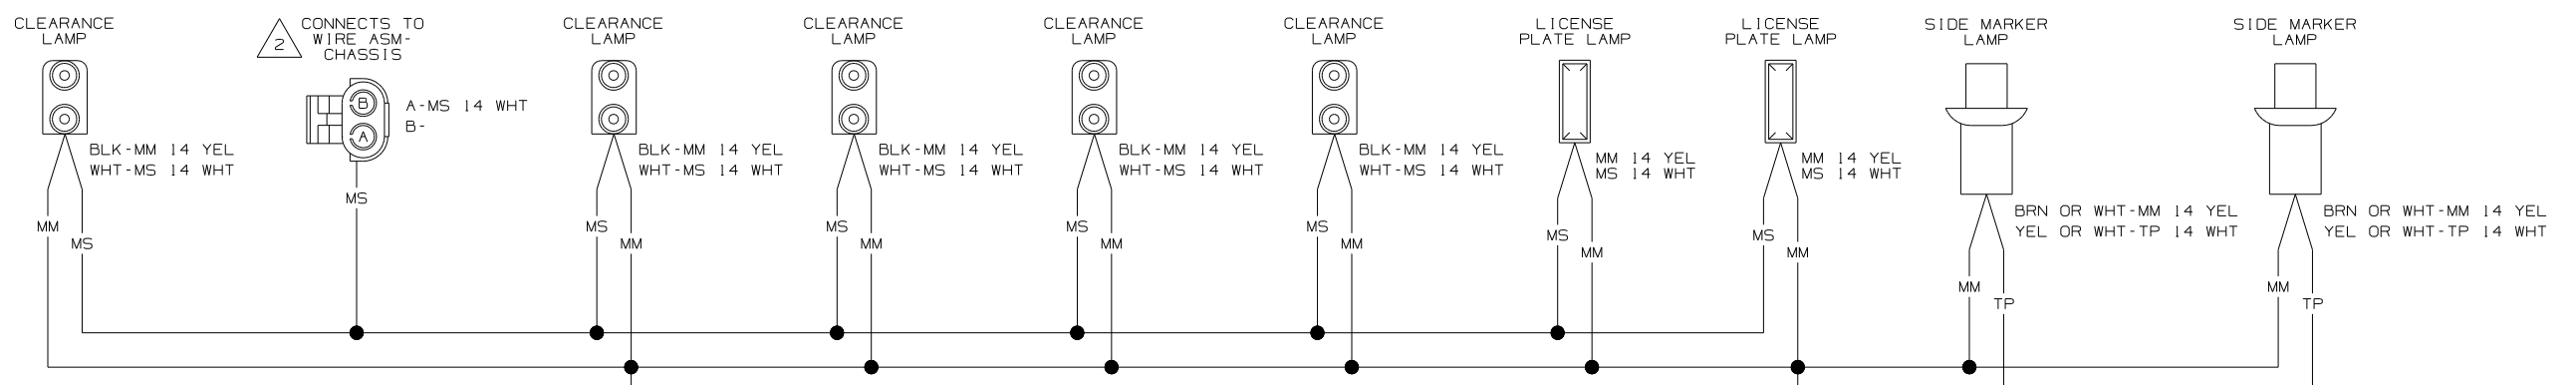 CLEARANCE
LAMP
2
CONNECTS TO
WIRE ASM-
CHASSIS
CLEARANCE
LAMP
CLEARANCE
LAMP
CLEARANCE
LAMP
CLEARANCE
LAMP
LICENSE
PLATE LAMP
LICENSE
PLATE LAMP
SIDE MARKER
LAMP
SIDE MARKER
LAMP
B
A
A-MS 14 WHT
B-
BLK-MM 14 YEL
WHT-MS 14 WHT
BLK-MM 14 YEL
WHT-MS 14 WHT
BLK-MM 14 YEL
WHT-MS 14 WHT
BLK-MM 14 YEL
WHT-MS 14 WHT
BLK-MM 14 YEL
WHT-MS 14 WHT
MM 14 YEL
MS 14 WHT
MM 14 YEL
MS 14 WHT
BRN OR WHT-MM 14 YEL
YEL OR WHT-TP 14 WHT
BRN OR WHT-MM 14 YEL
YEL OR WHT-TP 14 WHT
MM
MS
MS
MS
MM
MS
MM
MS
MM
MS
MM
MS
MM
MS
MM
MM
TP
MM
TP